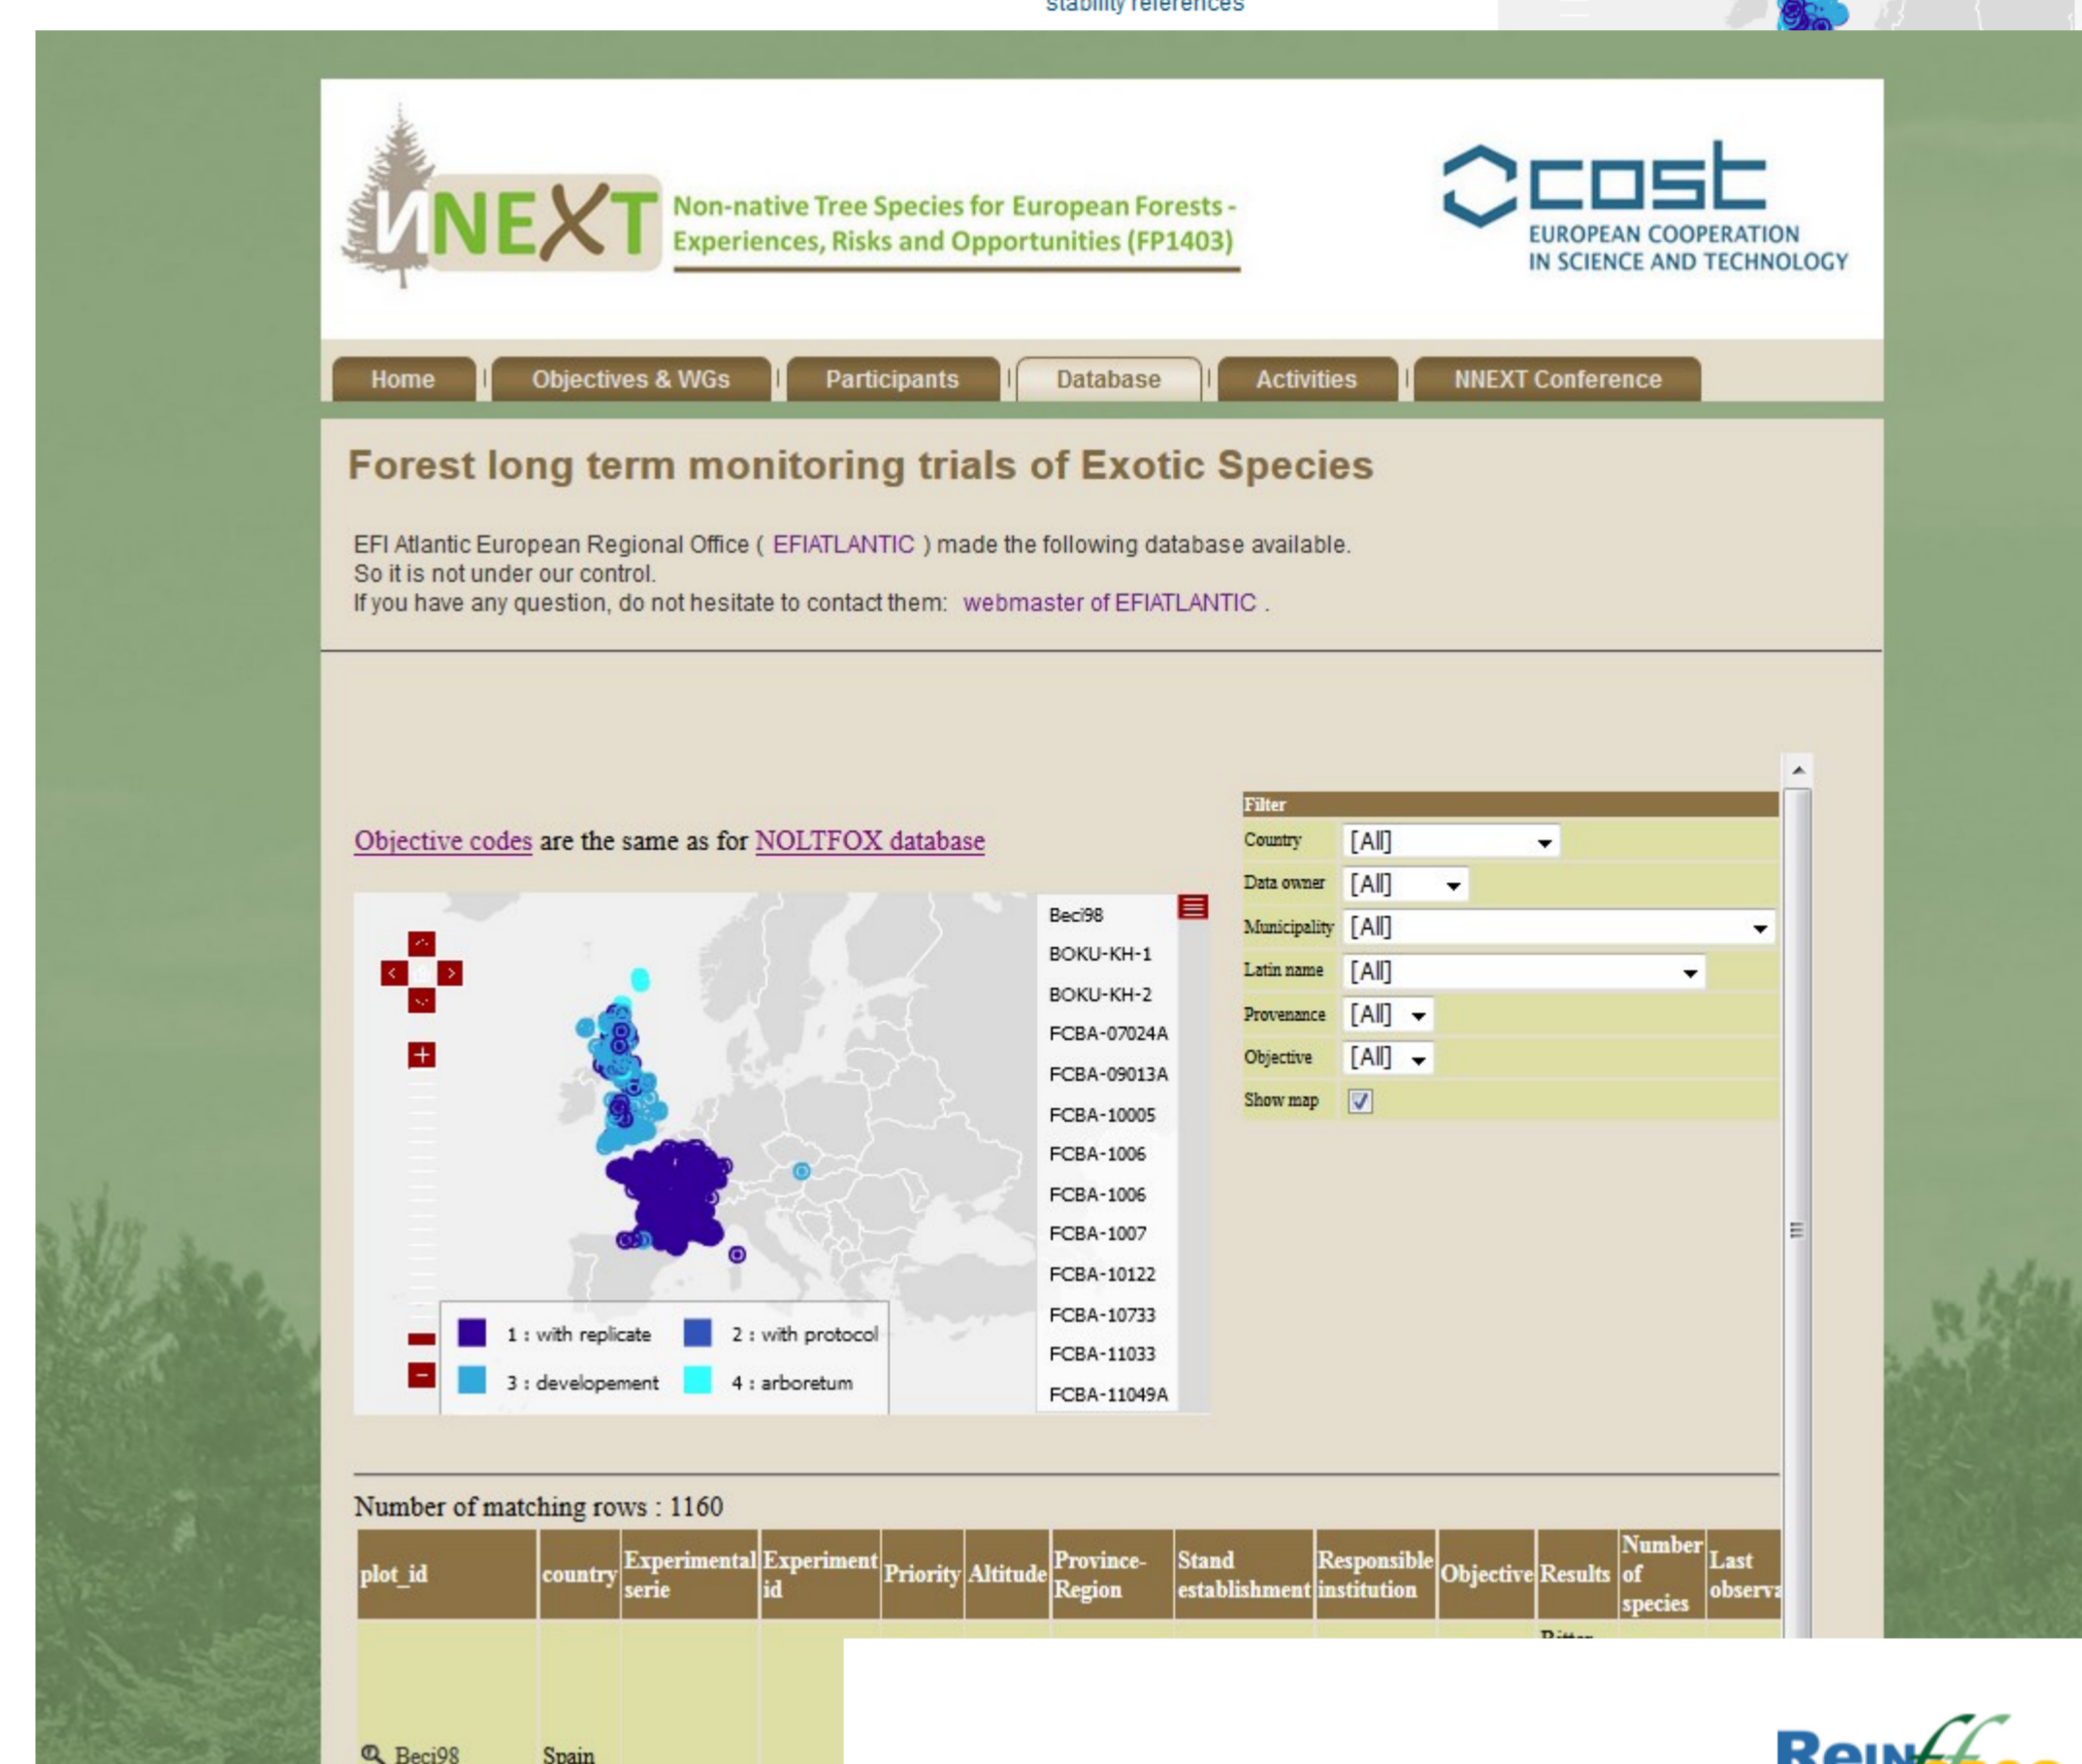 stability references
NNEXT
Non-native Tree Species for European Forests -
Experiences, Risks and Opportunities (FP1403)
cost
EUROPEAN COOPERATION
IN SCIENCE AND TECHNOLOGY
Home | Objectives & WGs | Participants | Database | Activities | NNEXT Conference
Forest long term monitoring trials of Exotic Species
EFI Atlantic European Regional Office ( EFIATLANTIC ) made the following database available.
So it is not under our control.
If you have any question, do not hesitate to contact them: webmaster of EFIATLANTIC .
Objective codes are the same as for NOLTFOX database
Beci98
BOKU-KH-1
BOKU-KH-2
FCBA-07024A
FCBA-09013A
FCBA-10005
FCBA-1006
FCBA-1006
FCBA-1007
FCBA-10122
FCBA-10733
FCBA-11033
FCBA-11049A
1 : with replicate 2 : with protocol
3 : developement 4 : arboretum
Filter
Country [All]
Data owner [All]
Municipality [All]
Latin name [All]
Provenance [All]
Objective [All]
Show map
Number of matching rows : 1160
plot_id country Experimental serie Experiment id Priority Altitude Province-Region Stand establishment Responsible institution Objective Results Number of species Last observa
Beci98 Spain